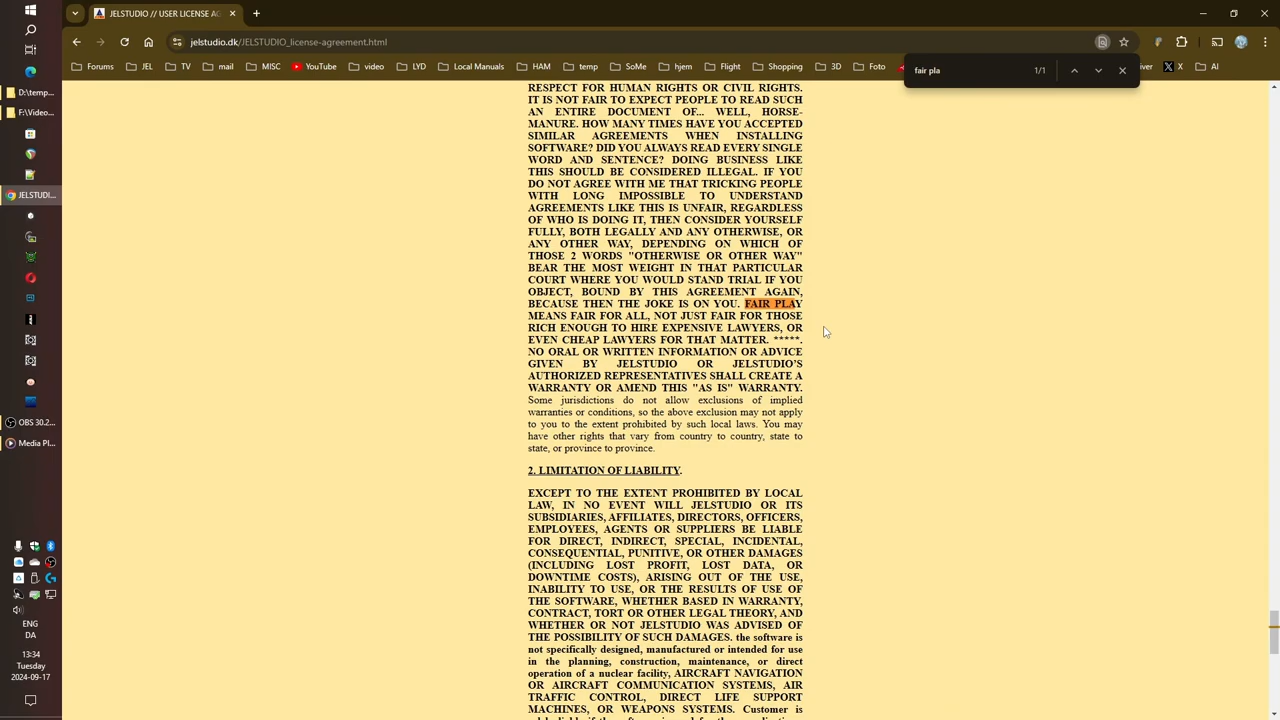 JELSTUDIO // USER LICENSE AG
jelstudio.dk/JELSTUDIO_license-agreement.html
Forums
JEL
TV
mail
MISC
YouTube
video
LYD
Local Manuals
HAM
temp
SoMe
hjem
Flight
Shopping
3D
Foto
iver
X
AI
fair pla
1/1
D:\temp...
F:\Video...
JELSTUDI...
OBS 30.2...
Media Pl...
ENG
DA
13:34
Tuesday
2024-09-17
RESPECT FOR HUMAN RIGHTS OR CIVIL RIGHTS.
IT IS NOT FAIR TO EXPECT PEOPLE TO READ SUCH
AN ENTIRE DOCUMENT OF... WELL, HORSE-
MANURE. HOW MANY TIMES HAVE YOU ACCEPTED
SIMILAR AGREEMENTS WHEN INSTALLING
SOFTWARE? DID YOU ALWAYS READ EVERY SINGLE
WORD AND SENTENCE? DOING BUSINESS LIKE
THIS SHOULD BE CONSIDERED ILLEGAL. IF YOU
DO NOT AGREE WITH ME THAT TRICKING PEOPLE
WITH LONG IMPOSSIBLE TO UNDERSTAND
AGREEMENTS LIKE THIS IS UNFAIR, REGARDLESS
OF WHO IS DOING IT, THEN CONSIDER YOURSELF
FULLY, BOTH LEGALLY AND ANY OTHERWISE, OR
ANY OTHER WAY, DEPENDING ON WHICH OF
THOSE 2 WORDS "OTHERWISE OR OTHER WAY"
BEAR THE MOST WEIGHT IN THAT PARTICULAR
COURT WHERE YOU WOULD STAND TRIAL IF YOU
OBJECT, BOUND BY THIS AGREEMENT AGAIN,
BECAUSE THEN THE JOKE IS ON YOU. FAIR PLAY
MEANS FAIR FOR ALL, NOT JUST FAIR FOR THOSE
RICH ENOUGH TO HIRE EXPENSIVE LAWYERS, OR
EVEN CHEAP LAWYERS FOR THAT MATTER. *****.
NO ORAL OR WRITTEN INFORMATION OR ADVICE
GIVEN BY JELSTUDIO OR JELSTUDIO'S
AUTHORIZED REPRESENTATIVES SHALL CREATE A
WARRANTY OR AMEND THIS "AS IS" WARRANTY.
Some jurisdictions do not allow exclusions of implied
warranties or conditions, so the above exclusion may not apply
to you to the extent prohibited by such local laws. You may
have other rights that vary from country to country, state to
state, or province to province.
2. LIMITATION OF LIABILITY.
EXCEPT TO THE EXTENT PROHIBITED BY LOCAL
LAW, IN NO EVENT WILL JELSTUDIO OR ITS
SUBSIDIARIES, AFFILIATES, DIRECTORS, OFFICERS,
EMPLOYEES, AGENTS OR SUPPLIERS BE LIABLE
FOR DIRECT, INDIRECT, SPECIAL, INCIDENTAL,
CONSEQUENTIAL, PUNITIVE, OR OTHER DAMAGES
(INCLUDING LOST PROFIT, LOST DATA, OR
DOWNTIME COSTS), ARISING OUT OF THE USE,
INABILITY TO USE, OR THE RESULTS OF USE OF
THE SOFTWARE, WHETHER BASED IN WARRANTY,
CONTRACT, TORT OR OTHER LEGAL THEORY, AND
WHETHER OR NOT JELSTUDIO WAS ADVISED OF
THE POSSIBILITY OF SUCH DAMAGES. the software is
not specifically designed, manufactured or intended for use
in the planning, construction, maintenance, or direct
operation of a nuclear facility, AIRCRAFT NAVIGATION
OR AIRCRAFT COMMUNICATION SYSTEMS, AIR
TRAFFIC CONTROL, DIRECT LIFE SUPPORT
MACHINES, OR WEAPONS SYSTEMS. Customer is